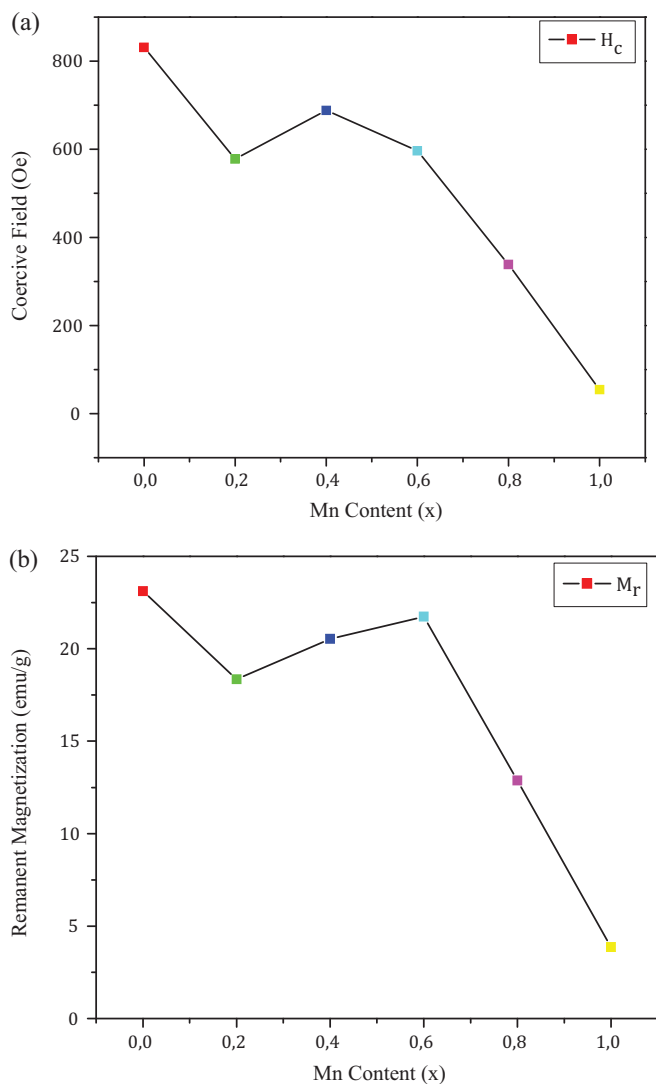 (a)
H_c
800
600
400
200
0
Coercive Field (Oe)
0,0 0,2 0,4 0,6 0,8 1,0
Mn Content (x)
(b)
M_r
25
20
15
10
5
0
Remanent Magnetization (emu/g)
0,0 0,2 0,4 0,6 0,8 1,0
Mn Content (x)